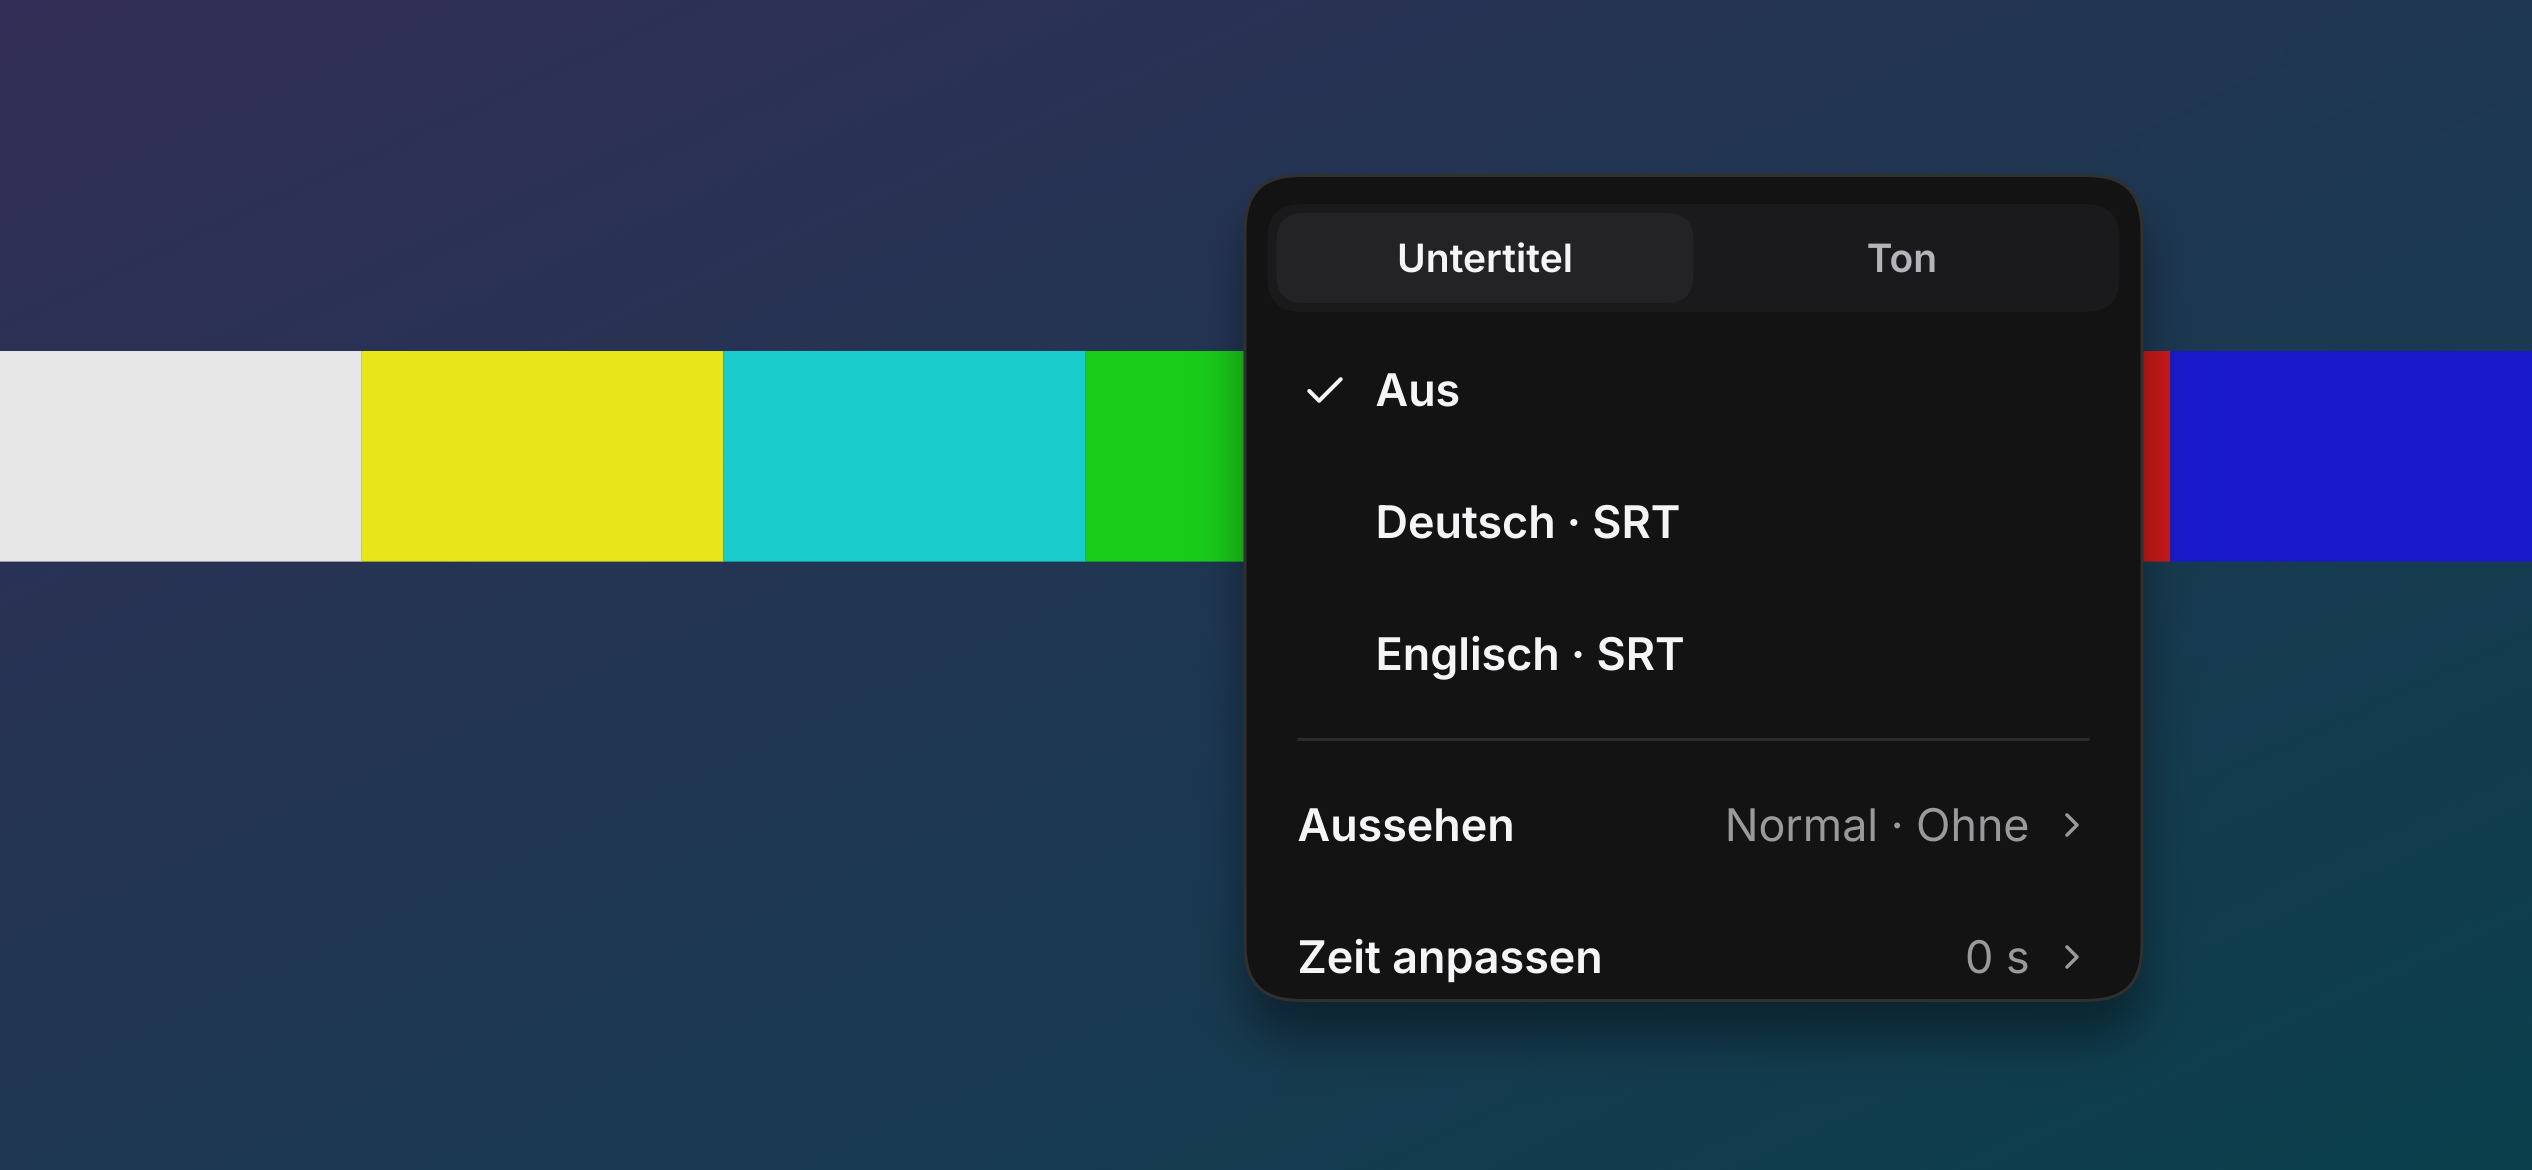 Untertitel Ton
Aus
Deutsch · SRT
Englisch · SRT
Aussehen Normal · Ohne
Zeit anpassen 0 s